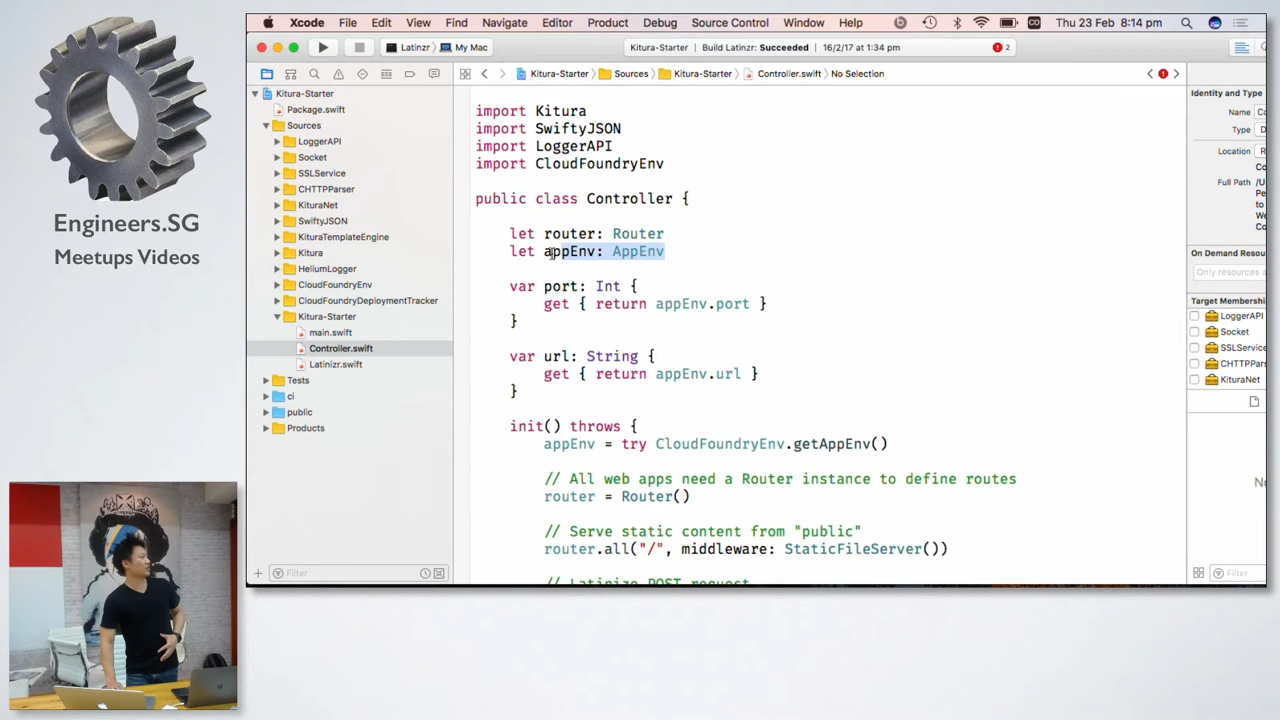 Engineers.SG
Meetups Videos
Xcode File Edit View Find Navigate Editor Product Debug Source Control Window Help Thu 23 Feb 8:14 pm
Latinzr My Mac
Kitura-Starter Build Latinzr: Succeeded 16/2/17 at 1:34 pm 2
Kitura-Starter Sources Kitura-Starter Controller.swift No Selection
Kitura-Starter
Package.swift
Sources
LoggerAPI
Socket
SSLService
CHTTPParser
KituraNet
SwiftyJSON
KituraTemplateEngine
Kitura
HeliumLogger
CloudFoundryEnv
CloudFoundryDeploymentTracker
Kitura-Starter
main.swift
Controller.swift
Latinizr.swift
Tests
ci
public
Products
Filter
import Kitura
import SwiftyJSON
import LoggerAPI
import CloudFoundryEnv
public class Controller {
let router: Router
let appEnv: AppEnv
var port: Int {
get { return appEnv.port }
}
var url: String {
get { return appEnv.url }
}
init() throws {
appEnv = try CloudFoundryEnv.getAppEnv()
// All web apps need a Router instance to define routes
router = Router()
// Serve static content from "public"
router.all("/", middleware: StaticFileServer())
// Latinize POST request
Identity and Type
Name
Type
Location
Full Path /U
Pe
to
We
Co
On Demand Resou
Only resources a
Target Membership
LoggerAPI
Socket
SSLService
CHTTPPars
KituraNet
No
Filter